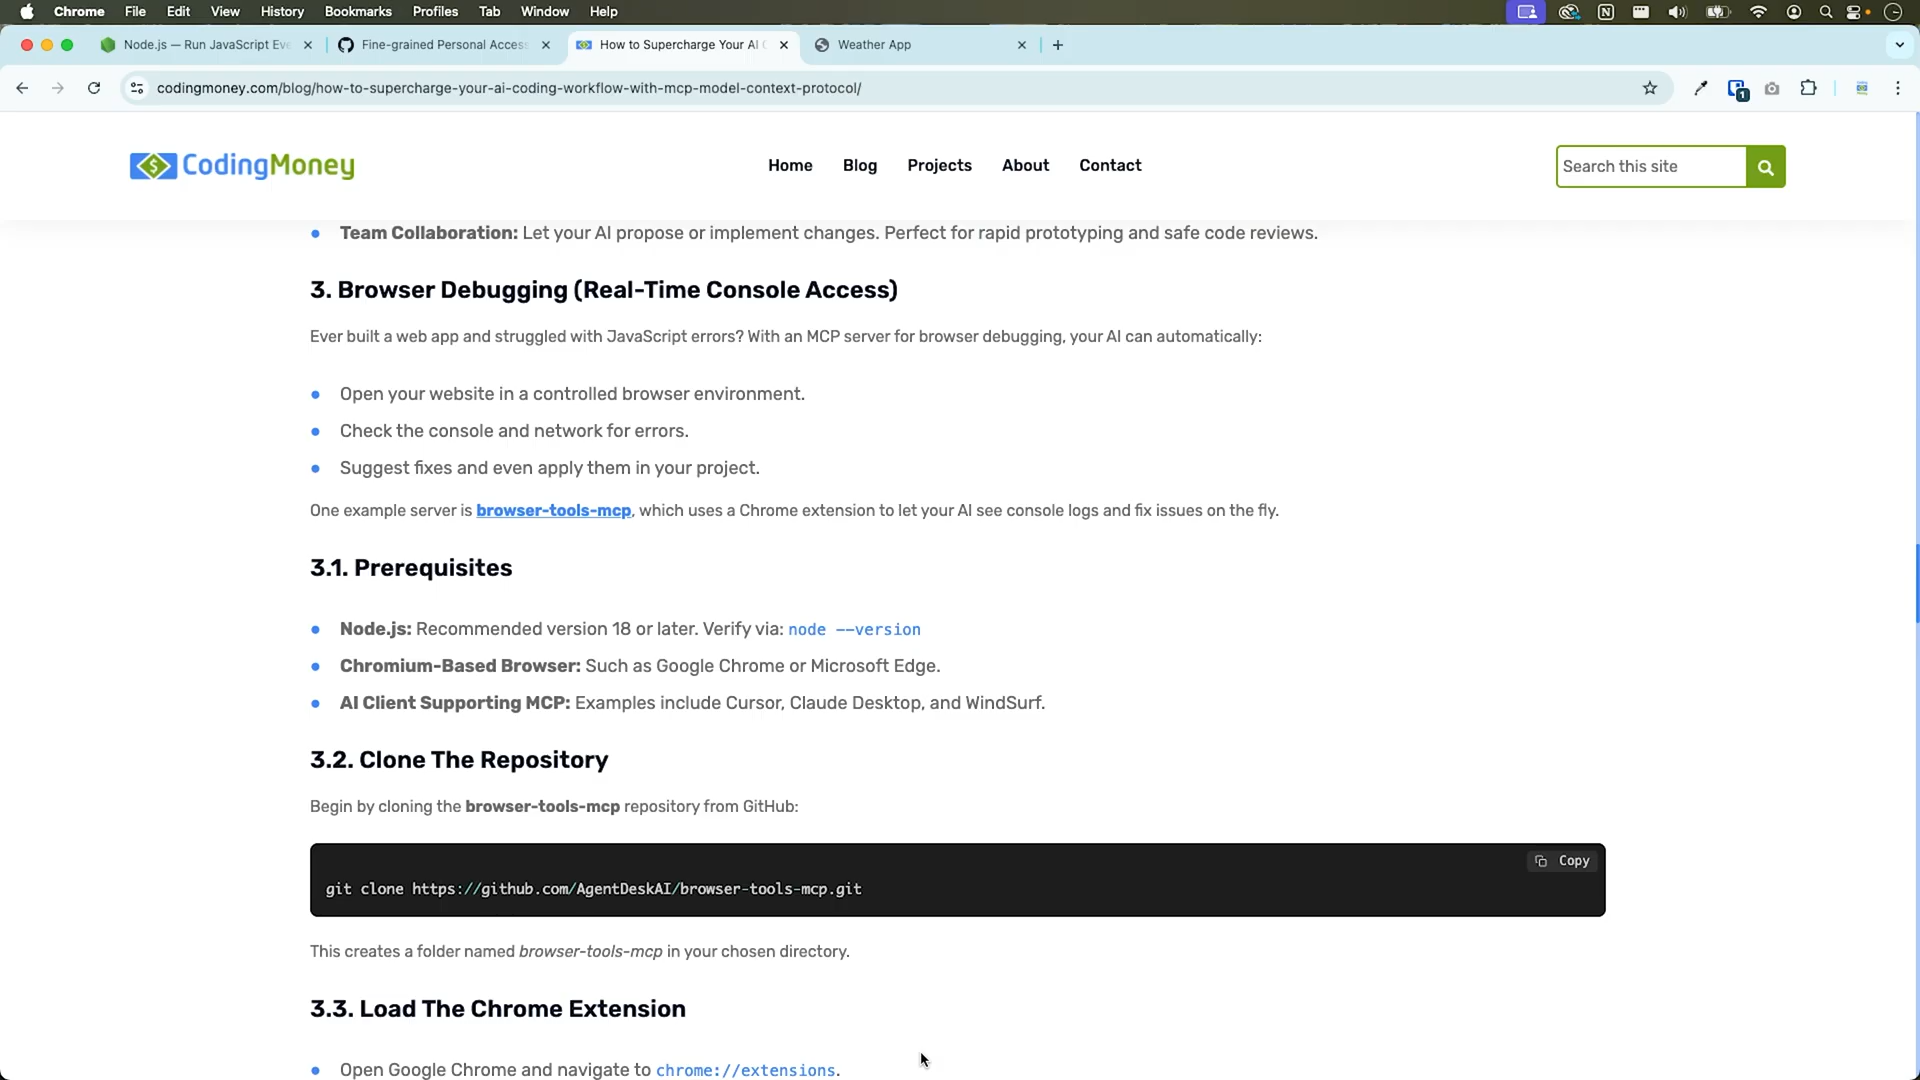 Chrome File Edit View History Bookmarks Profiles Tab Window Help
Node.js — Run JavaScript Eve
Fine-grained Personal Access
How to Supercharge Your AI C
Weather App
codingmoney.com/blog/how-to-supercharge-your-ai-coding-workflow-with-mcp-model-context-protocol/
1
$ CodingMoney
Home Blog Projects About Contact
Search this site
Team Collaboration: Let your AI propose or implement changes. Perfect for rapid prototyping and safe code reviews.
3. Browser Debugging (Real-Time Console Access)
Ever built a web app and struggled with JavaScript errors? With an MCP server for browser debugging, your AI can automatically:
Open your website in a controlled browser environment.
Check the console and network for errors.
Suggest fixes and even apply them in your project.
One example server is browser-tools-mcp, which uses a Chrome extension to let your AI see console logs and fix issues on the fly.
3.1. Prerequisites
Node.js: Recommended version 18 or later. Verify via: node --version
Chromium-Based Browser: Such as Google Chrome or Microsoft Edge.
AI Client Supporting MCP: Examples include Cursor, Claude Desktop, and WindSurf.
3.2. Clone The Repository
Begin by cloning the browser-tools-mcp repository from GitHub:
Copy
git clone https://github.com/AgentDeskAI/browser-tools-mcp.git
This creates a folder named browser-tools-mcp in your chosen directory.
3.3. Load The Chrome Extension
Open Google Chrome and navigate to chrome://extensions.